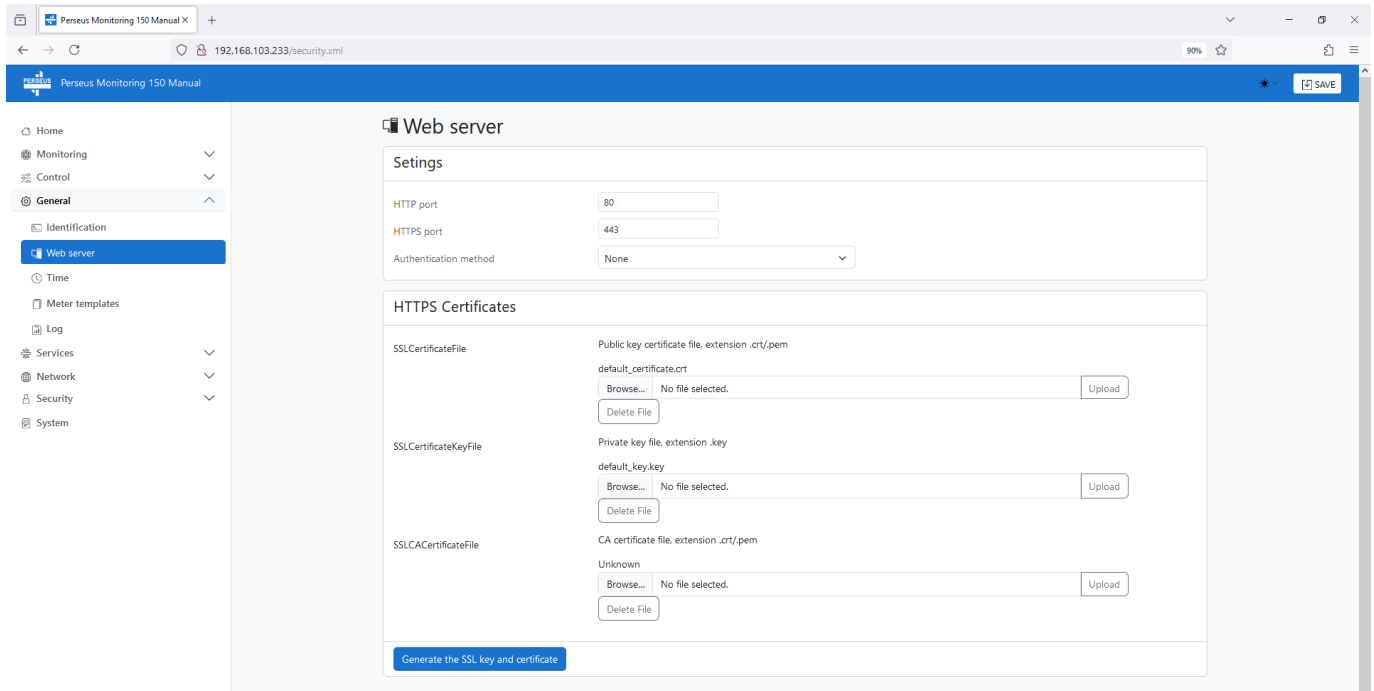 Perseus Monitoring 150 Manual
192.168.103.233/security.xml
90%
PERSEUS
Perseus Monitoring 150 Manual
SAVE
Home
Monitoring
Control
General
Identification
Web server
Time
Meter templates
Log
Services
Network
Security
System
Web server
Setings
HTTP port
80
HTTPS port
443
Authentication method
None
HTTPS Certificates
SSLCertificateFile
Public key certificate file, extension .crt/.pem
default_certificate.crt
Browse... No file selected. Upload
Delete File
SSLCertificateKeyFile
Private key file, extension .key
default_key.key
Browse... No file selected. Upload
Delete File
SSLCACertificateFile
CA certificate file, extension .crt/.pem
Unknown
Browse... No file selected. Upload
Delete File
Generate the SSL key and certificate